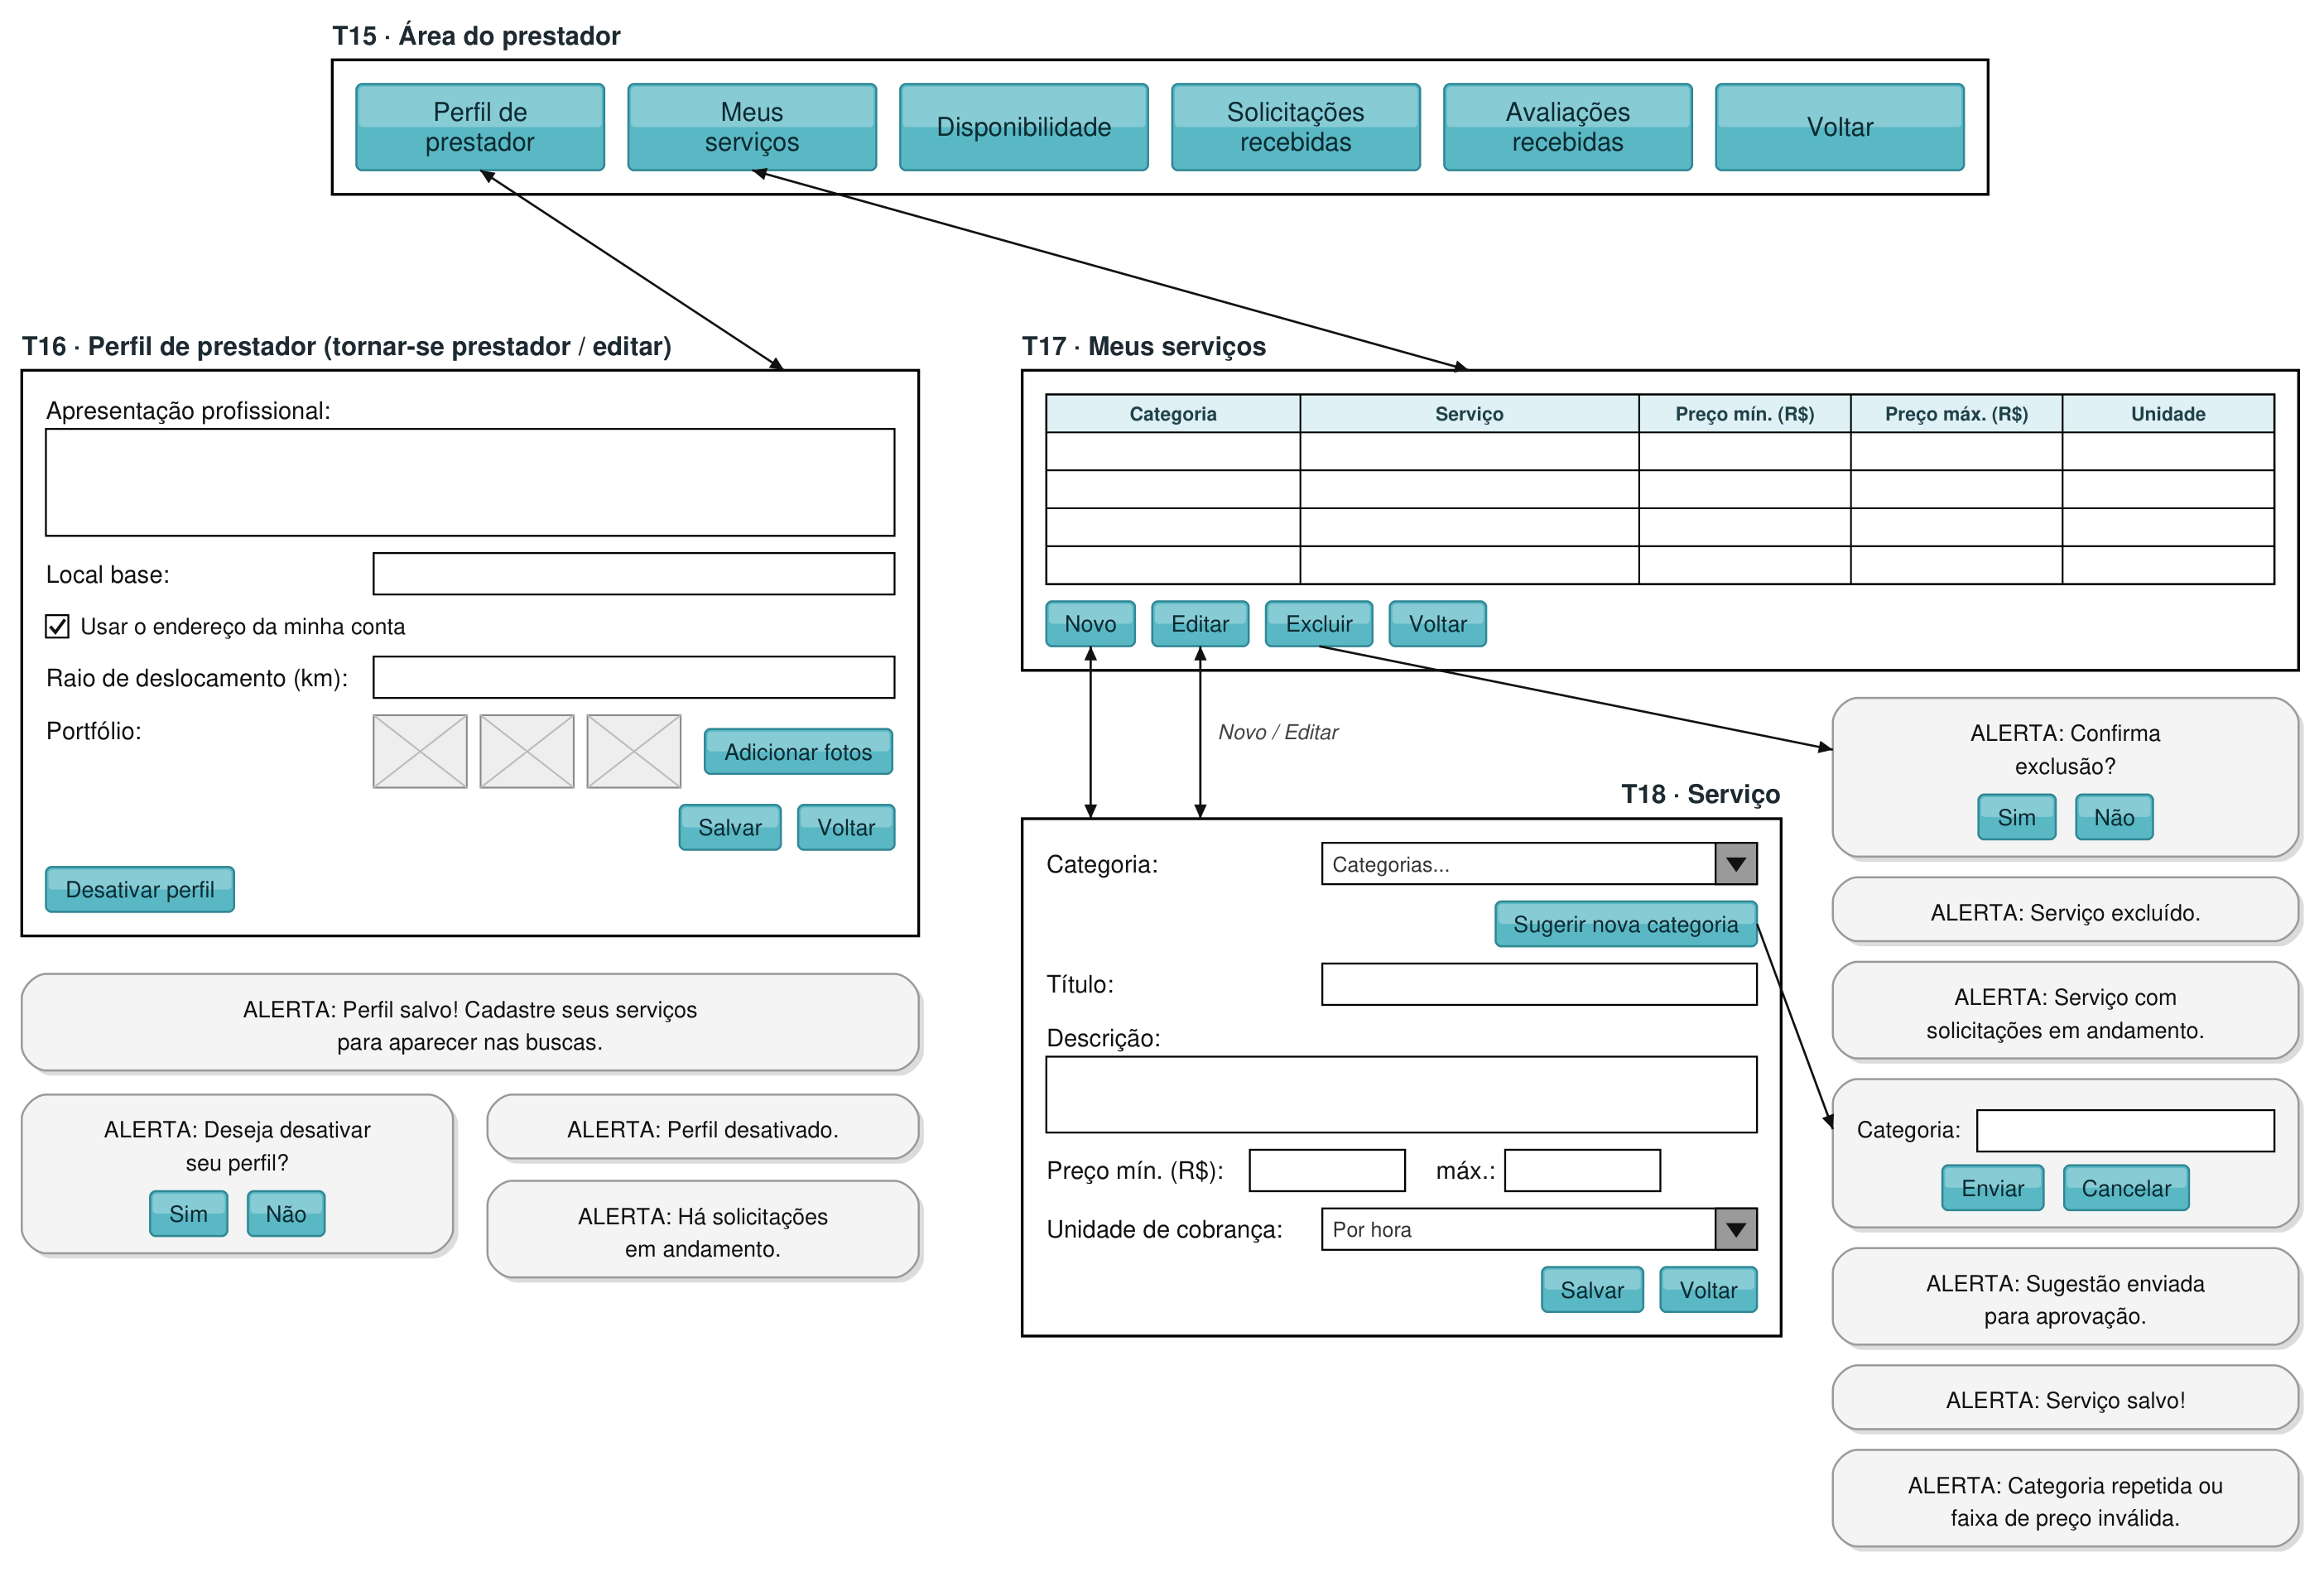 T15 · Área do prestador
Perfil de
prestador
Meus
serviços
Disponibilidade
Solicitações
recebidas
Avaliações
recebidas
Voltar
T16 · Perfil de prestador (tornar-se prestador / editar)
Apresentação profissional:
Local base:
Usar o endereço da minha conta
Raio de deslocamento (km):
Portfólio:
Adicionar fotos
Salvar
Voltar
Desativar perfil
ALERTA: Perfil salvo! Cadastre seus serviços
para aparecer nas buscas.
ALERTA: Deseja desativar
seu perfil?
Sim
Não
ALERTA: Perfil desativado.
ALERTA: Há solicitações
em andamento.
T17 · Meus serviços
Categoria
Serviço
Preço mín. (R$)
Preço máx. (R$)
Unidade
Novo
Editar
Excluir
Voltar
Novo / Editar
T18 · Serviço
Categoria:
Categorias...
Sugerir nova categoria
Título:
Descrição:
Preço mín. (R$):
máx.:
Unidade de cobrança:
Por hora
Salvar
Voltar
ALERTA: Confirma
exclusão?
Sim
Não
ALERTA: Serviço excluído.
ALERTA: Serviço com
solicitações em andamento.
Categoria:
Enviar
Cancelar
ALERTA: Sugestão enviada
para aprovação.
ALERTA: Serviço salvo!
ALERTA: Categoria repetida ou
faixa de preço inválida.